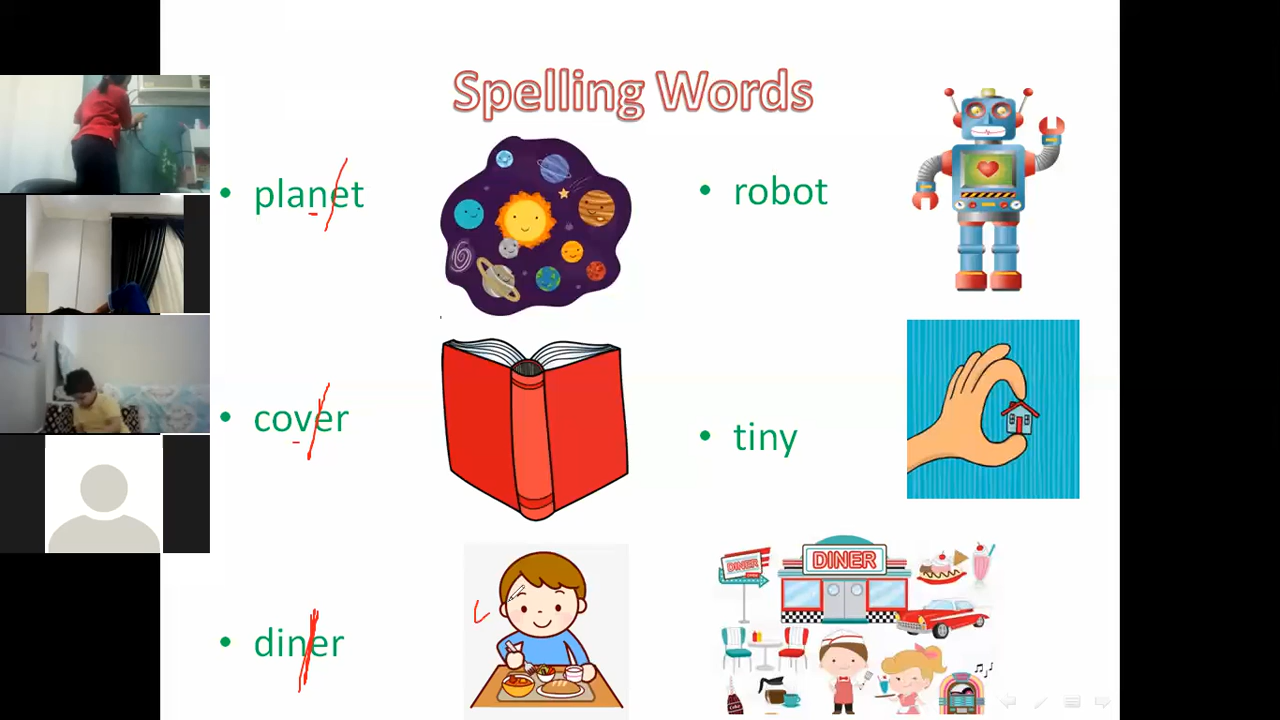 Spelling Words
• planet
• robot
• cover
• tiny
• diner
DINER
DINER